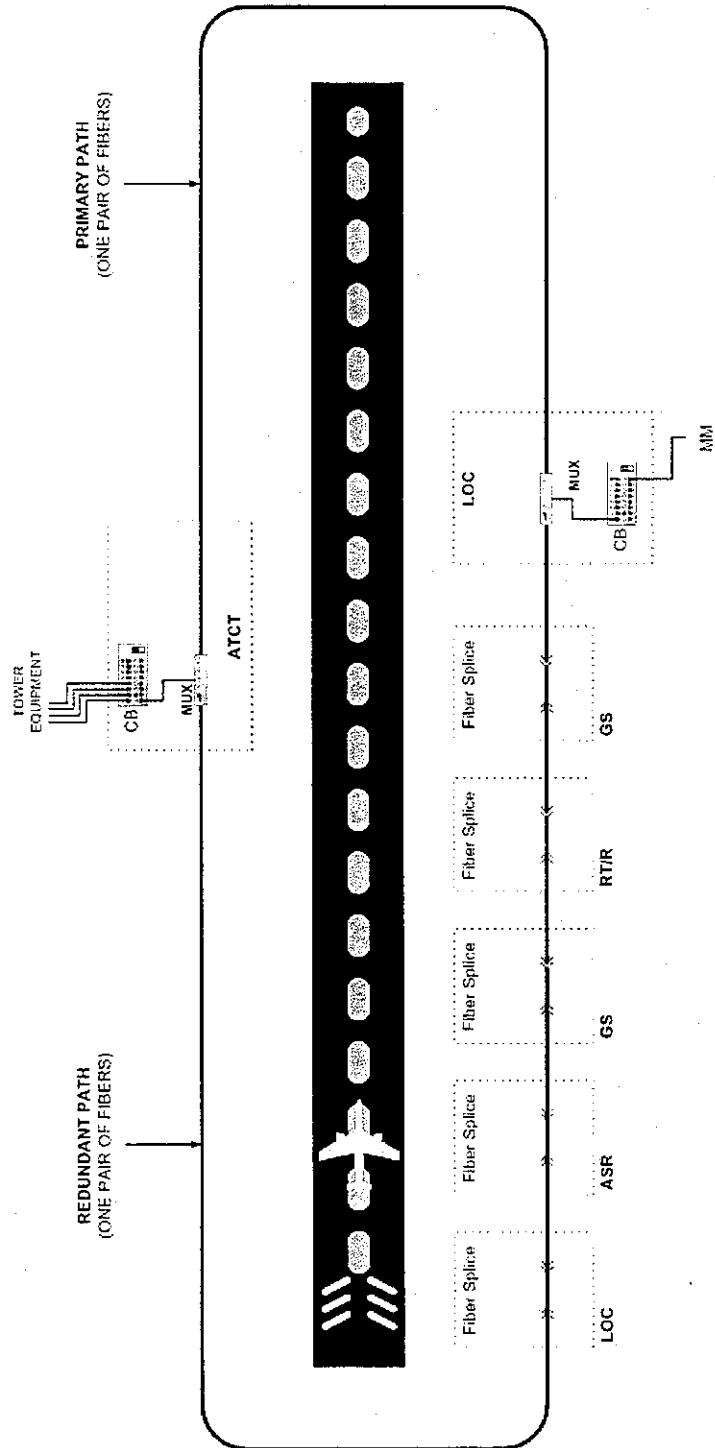 REDUNDANT PATH
(ONE PAIR OF FIBERS)
PRIMARY PATH
(ONE PAIR OF FIBERS)
TOWER
EQUIPMENT
CB
MUX
ATCT
Fiber Splice
LOC
Fiber Splice
ASR
Fiber Splice
GS
Fiber Splice
RT/R
Fiber Splice
GS
LOC
MUX
CB
MM